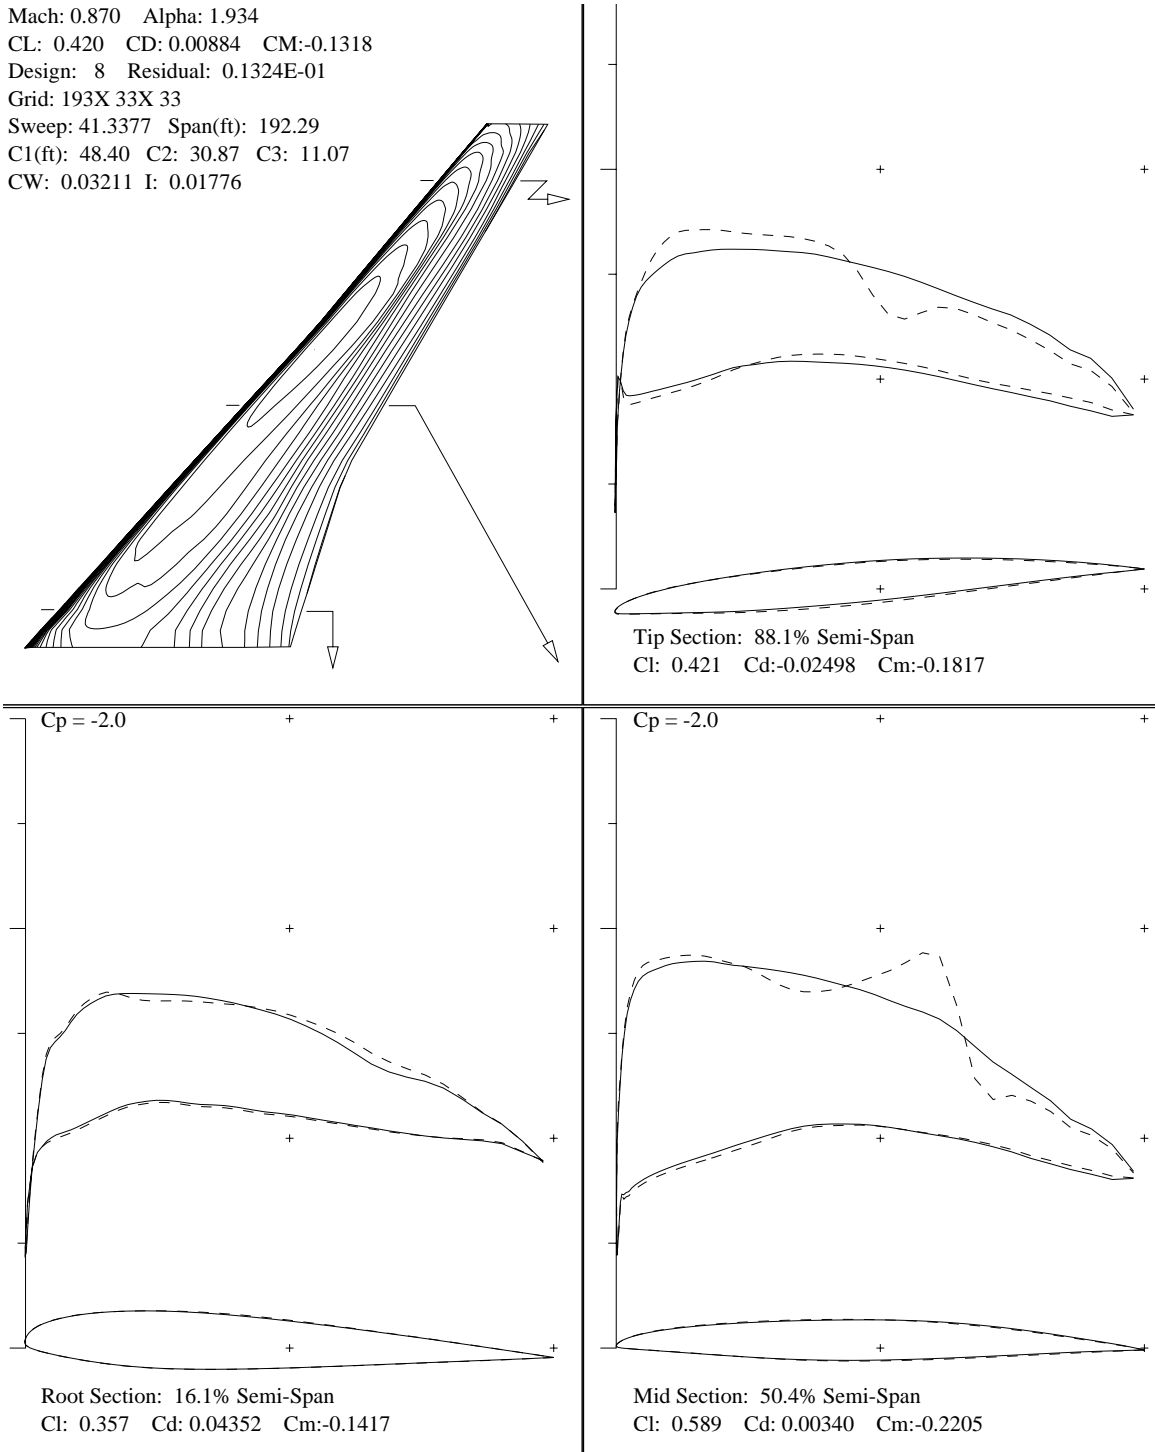 Mach: 0.870 Alpha: 1.934
CL: 0.420 CD: 0.00884 CM:-0.1318
Design: 8 Residual: 0.1324E-01
Grid: 193X 33X 33
Sweep: 41.3377 Span(ft): 192.29
C1(ft): 48.40 C2: 30.87 C3: 11.07
CW: 0.03211 I: 0.01776
Tip Section: 88.1% Semi-Span
Cl: 0.421 Cd:-0.02498 Cm:-0.1817
Cp = -2.0
Root Section: 16.1% Semi-Span
Cl: 0.357 Cd: 0.04352 Cm:-0.1417
Cp = -2.0
Mid Section: 50.4% Semi-Span
Cl: 0.589 Cd: 0.00340 Cm:-0.2205